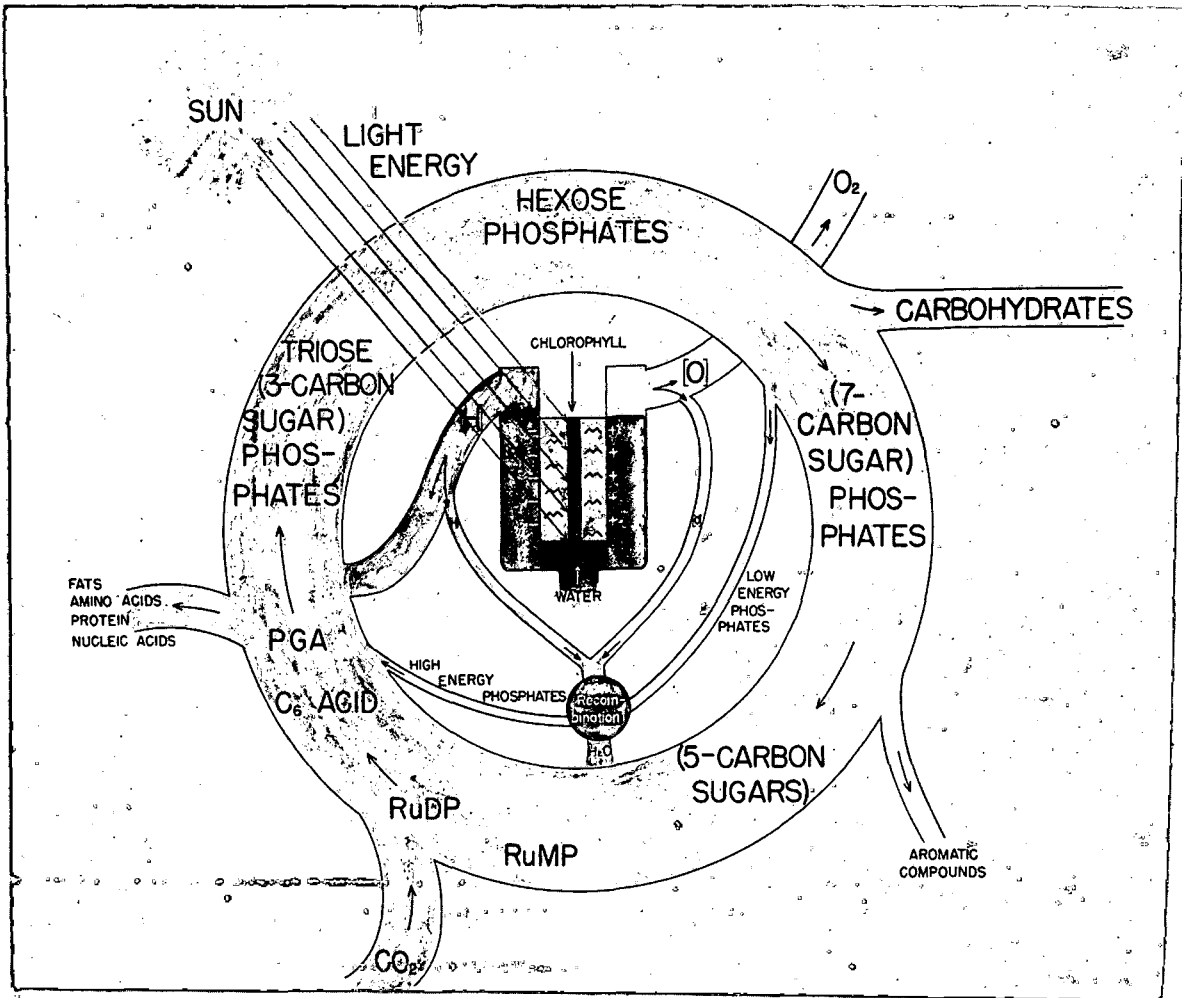 SUN
LIGHT
ENERGY
HEXOSE
PHOSPHATES
O₂
CARBOHYDRATES
CHLOROPHYLL
[O]
TRIOSE
(3-CARBON
SUGAR)
PHOS-
PHATES
[H]
(7-
CARBON
SUGAR)
PHOS-
PHATES
WATER
LOW
ENERGY
PHOS-
PHATES
FATS
AMINO ACIDS
PROTEIN
NUCLEIC ACIDS
PGA
C₆ ACID
HIGH
ENERGY
PHOSPHATES
Recom-
bination
H₂O
(5-CARBON
SUGARS)
RuDP
RuMP
AROMATIC
COMPOUNDS
CO₂